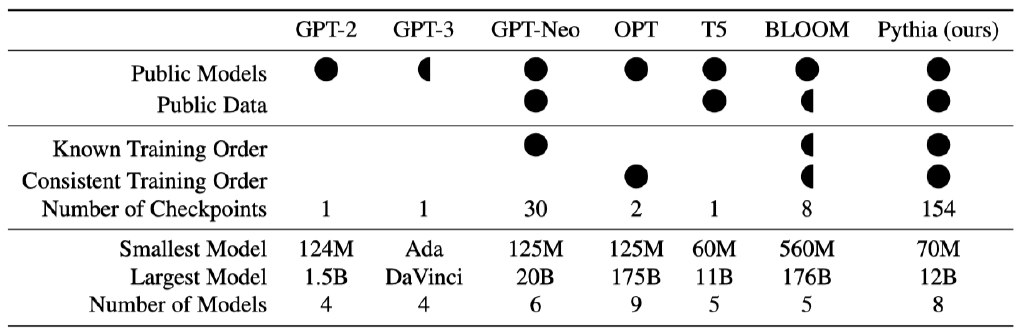 GPT-2 GPT-3 GPT-Neo OPT T5 BLOOM Pythia (ours)
Public Models ● ◖ ● ● ● ● ●
Public Data ● ● ◖ ●
Known Training Order ● ◖ ●
Consistent Training Order ● ◖ ●
Number of Checkpoints 1 1 30 2 1 8 154
Smallest Model 124M Ada 125M 125M 60M 560M 70M
Largest Model 1.5B DaVinci 20B 175B 11B 176B 12B
Number of Models 4 4 6 9 5 5 8